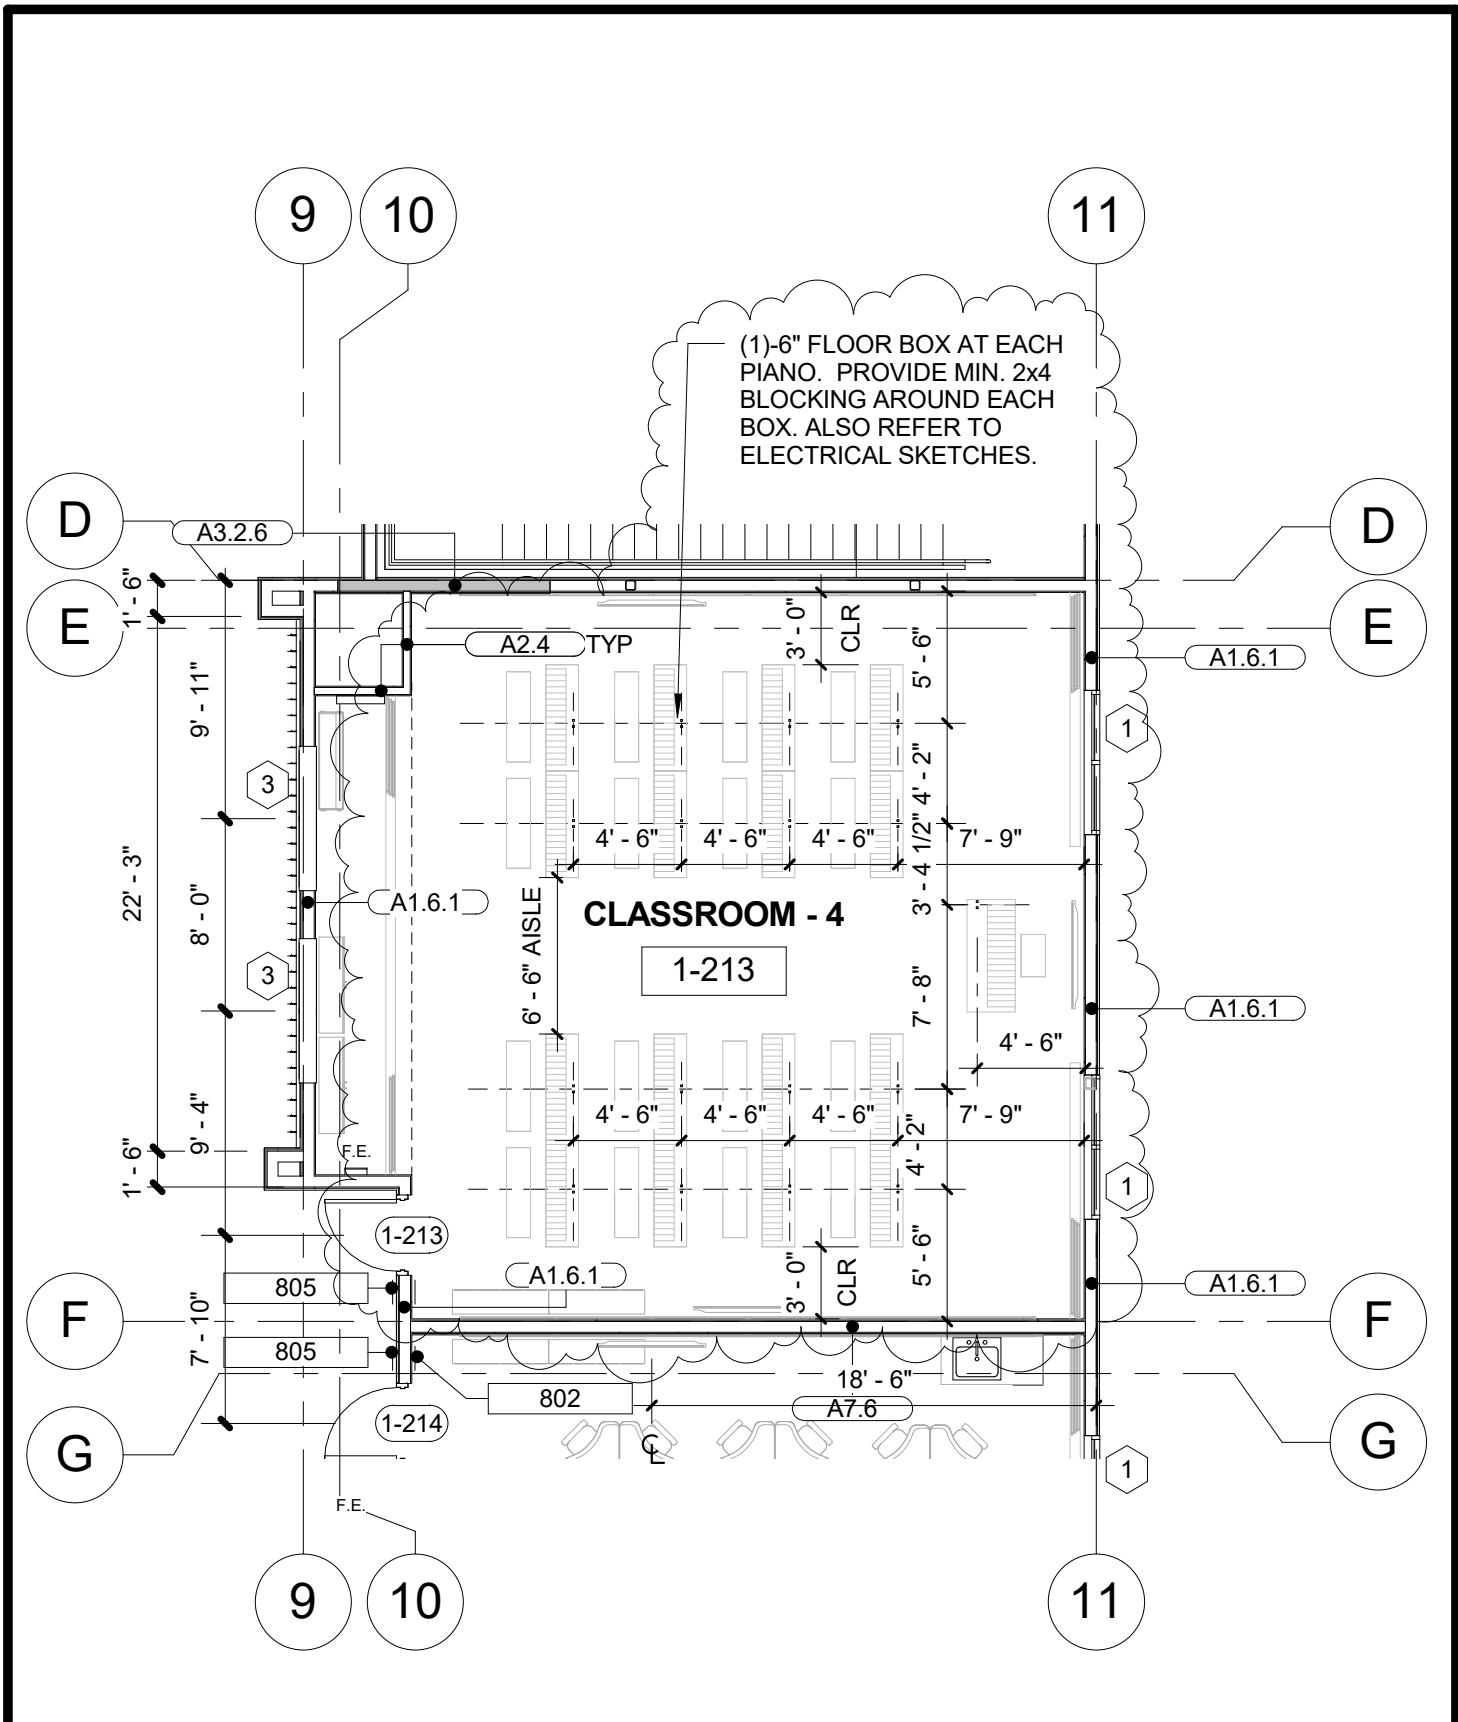 9
10
11
(1)-6" FLOOR BOX AT EACH
PIANO. PROVIDE MIN. 2x4
BLOCKING AROUND EACH
BOX. ALSO REFER TO
ELECTRICAL SKETCHES.
D
A3.2.6
D
1' - 6"
E
A2.4
TYP
3' - 0"
CLR
5' - 6"
E
A1.6.1
9' - 11"
1
3
4' - 2"
4' - 6"
4' - 6"
4' - 6"
3' - 4 1/2"
7' - 9"
22' - 3"
8' - 0"
A1.6.1
6' - 6" AISLE
CLASSROOM - 4
1-213
3
7' - 8"
A1.6.1
4' - 6"
9' - 4"
4' - 6"
4' - 6"
4' - 6"
7' - 9"
4' - 2"
1' - 6"
F.E.
1
1-213
5' - 6"
805
A1.6.1
3' - 0"
CLR
A1.6.1
F
F
7' - 10"
805
802
18' - 6"
A7.6
1-214
CL
G
G
1
F.E.
9
10
11